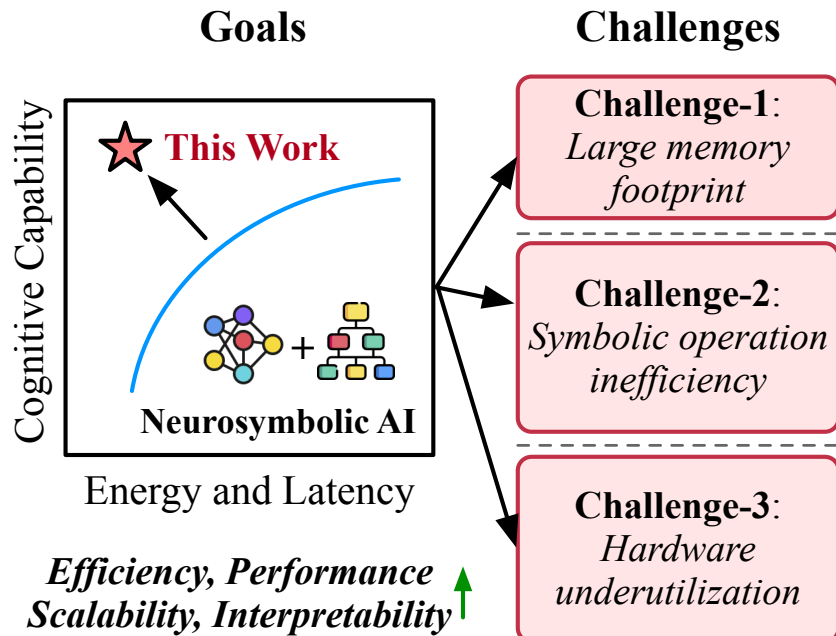 Goals
Cognitive Capability
This Work
+
Neurosymbolic AI
Energy and Latency
Efficiency, Performance
Scalability, Interpretability
Challenges
Challenge-1:
Large memory
footprint
Challenge-2:
Symbolic operation
inefficiency
Challenge-3:
Hardware
underutilization